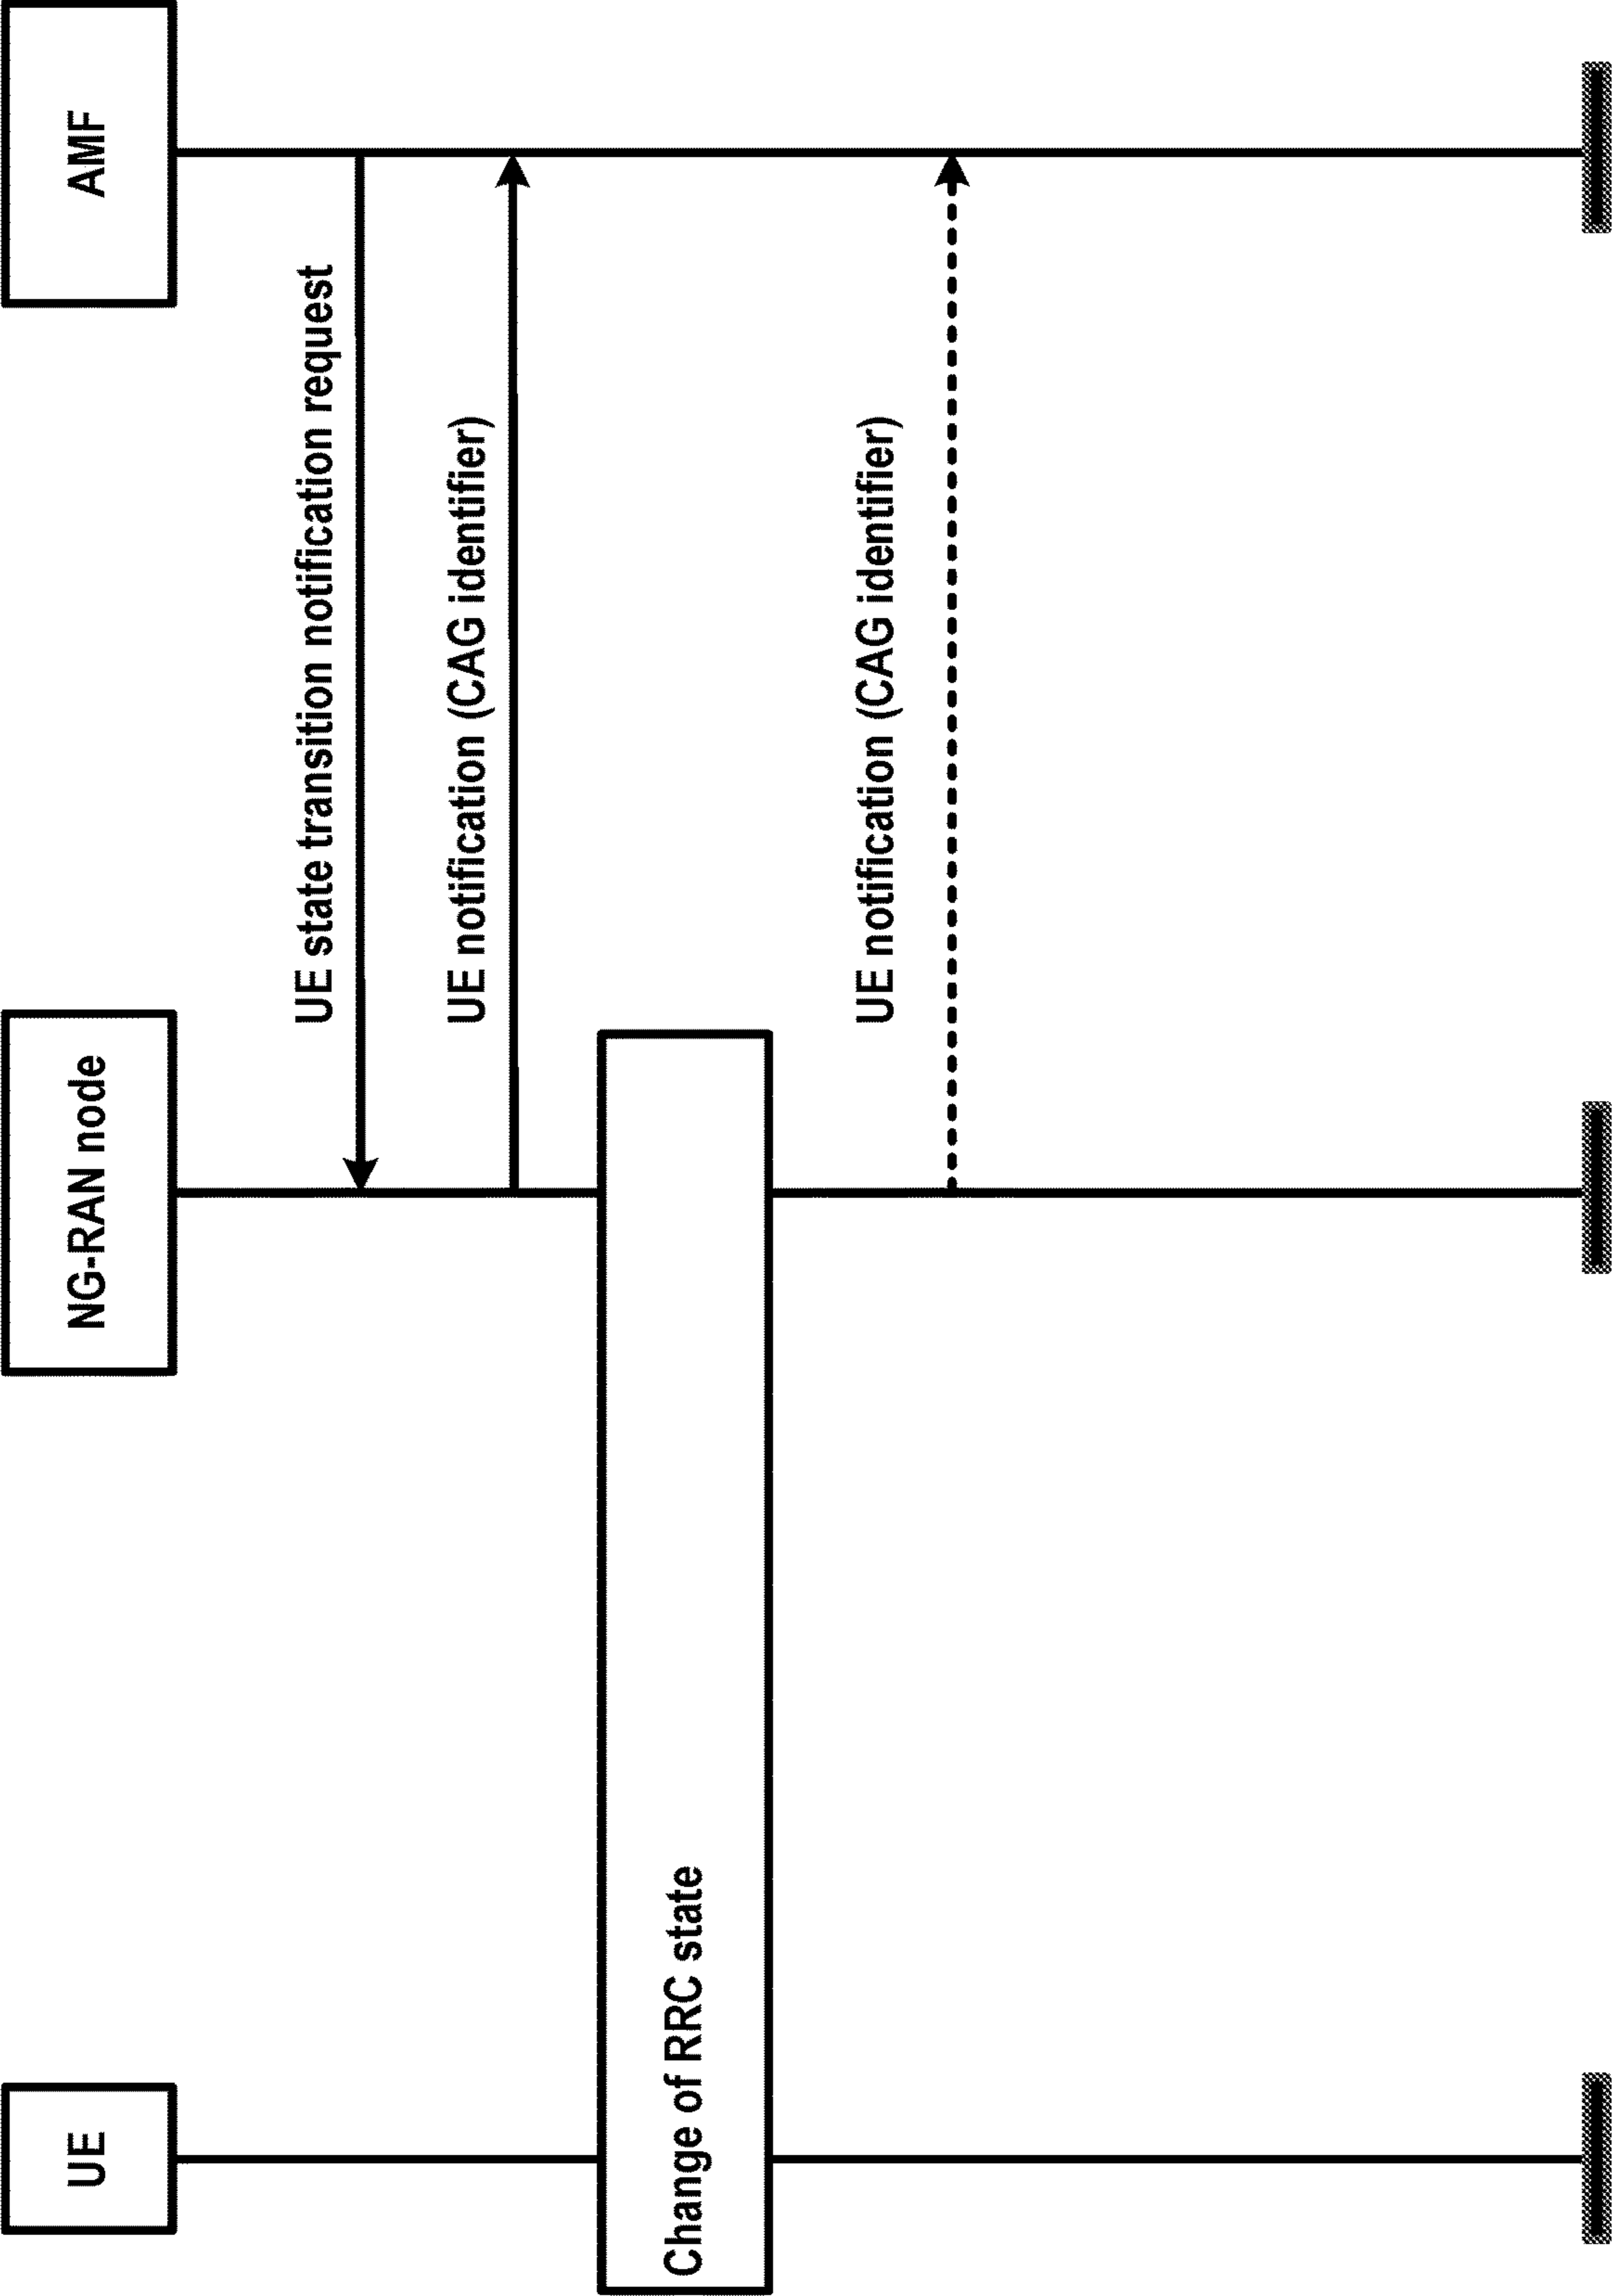 UE
NG-RAN node
AMF
UE state transition notification request
UE notification (CAG identifier)
Change of RRC state
UE notification (CAG identifier)